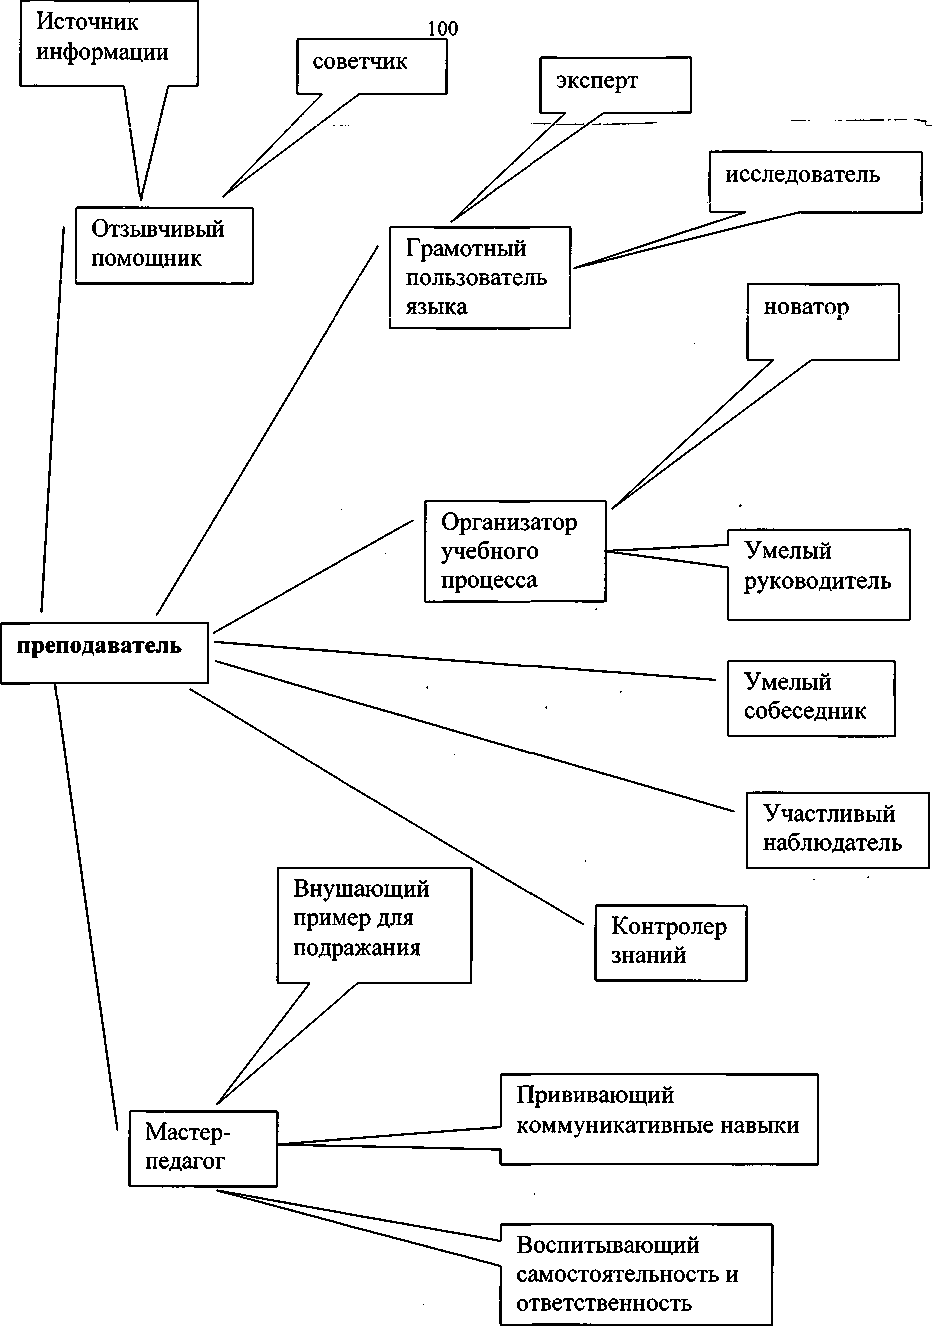 100
Источник
информации
советчик
эксперт
исследователь
Отзывчивый
помощник
Грамотный
пользователь
языка
новатор
Организатор
учебного
процесса
Умелый
руководитель
преподаватель
Умелый
собеседник
Участливый
наблюдатель
Внушающий
пример для
подражания
Контролер
знаний
Прививающий
коммуникативные навыки
Мастер-
педагог
Воспитывающий
самостоятельность и
ответственность